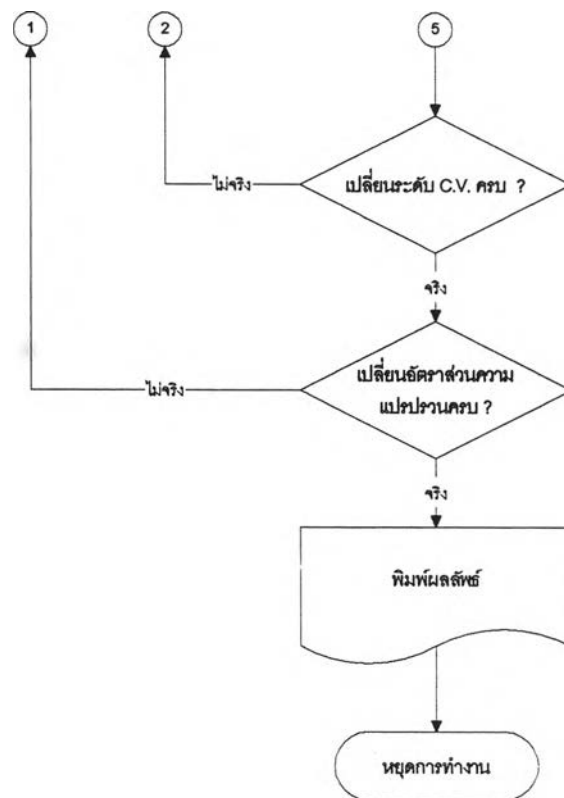 1
2
5
ไม่จริง
เปลี่ยนระดับ C.V. ครบ ?
จริง
ไม่จริง
เปลี่ยนอัตราส่วนความ
แปรปรวนครบ ?
จริง
พิมพ์ผลลัพธ์
หยุดการทำงาน